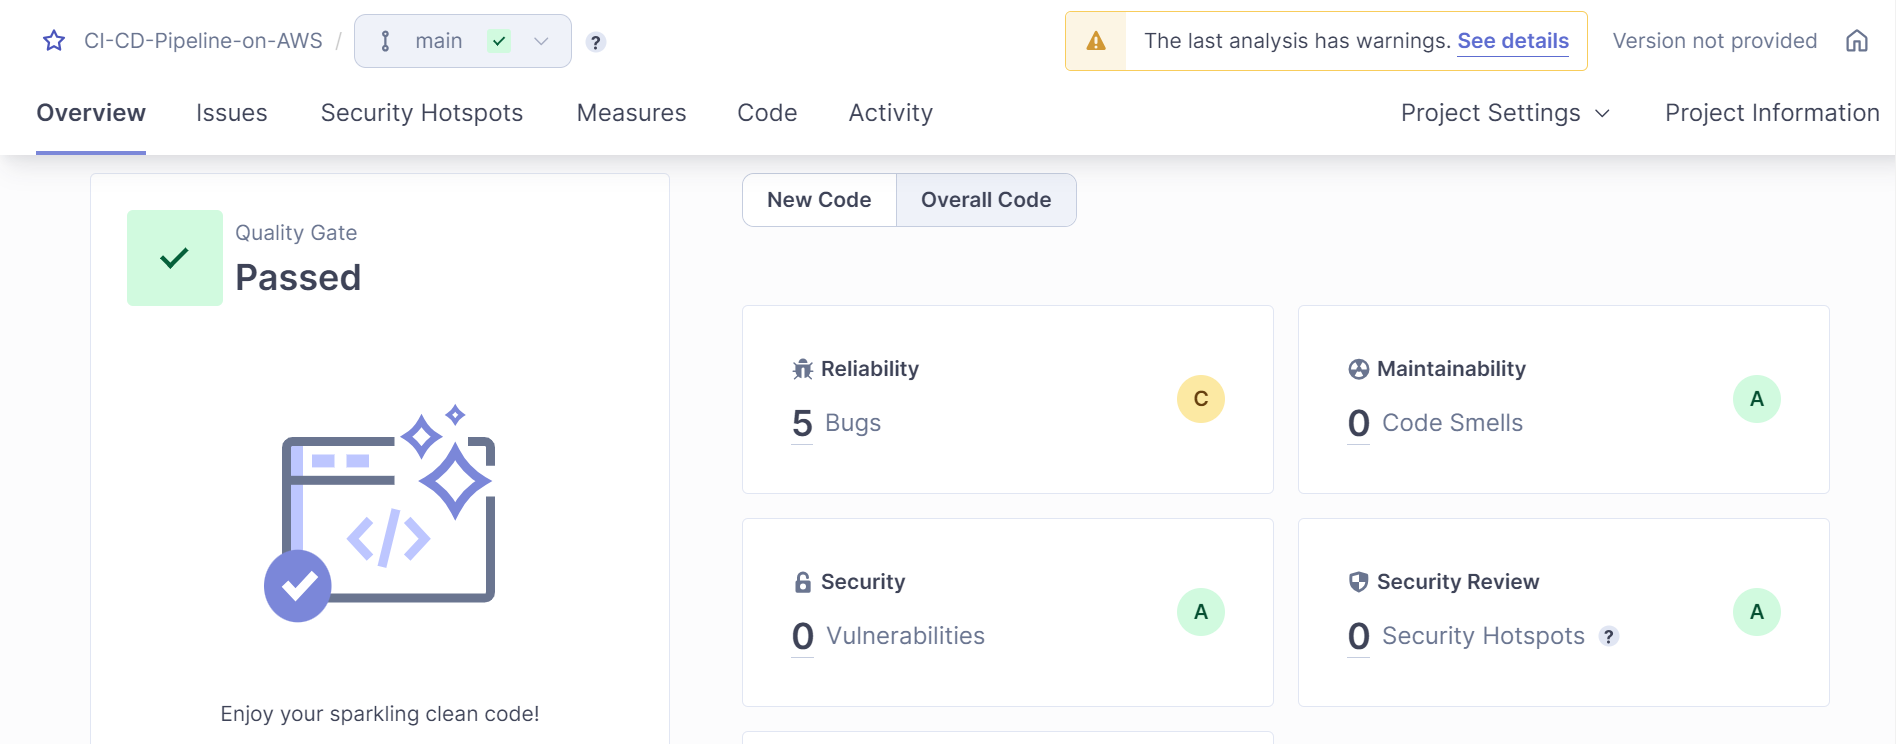 CI-CD-Pipeline-on-AWS / main ?
The last analysis has warnings. See details
Version not provided
Overview Issues Security Hotspots Measures Code Activity
Project Settings Project Information
Quality Gate
Passed
</>
Enjoy your sparkling clean code!
New Code Overall Code
Reliability
5 Bugs
C
Maintainability
0 Code Smells
A
Security
0 Vulnerabilities
A
Security Review
0 Security Hotspots ?
A